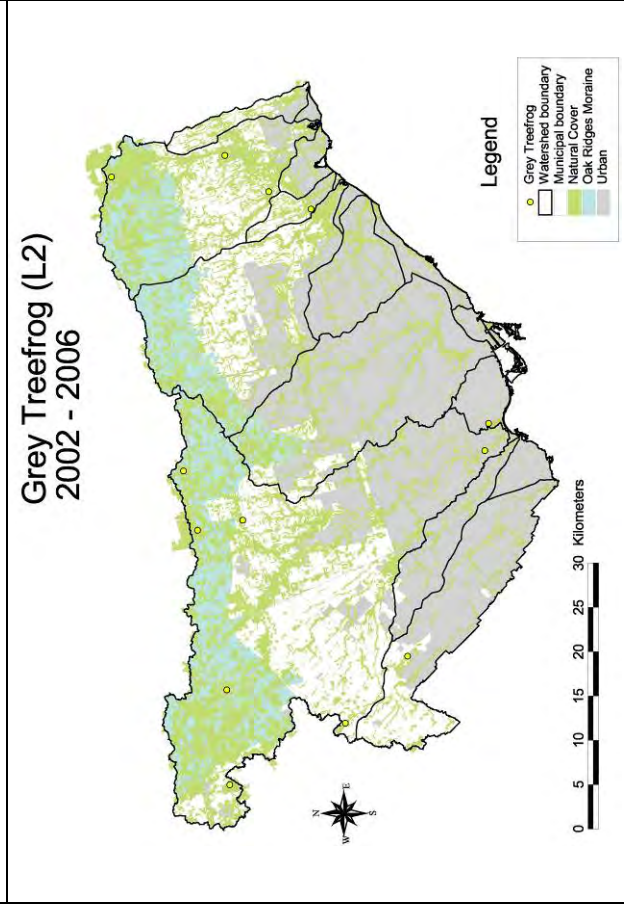 Grey Treefrog (L2)
2002 - 2006
N
W
E
S
0 5 10 15 20 25 30 Kilometers
Legend
Grey Treefrog
Watershed boundary
Municipal boundary
Natural Cover
Oak Ridges Moraine
Urban